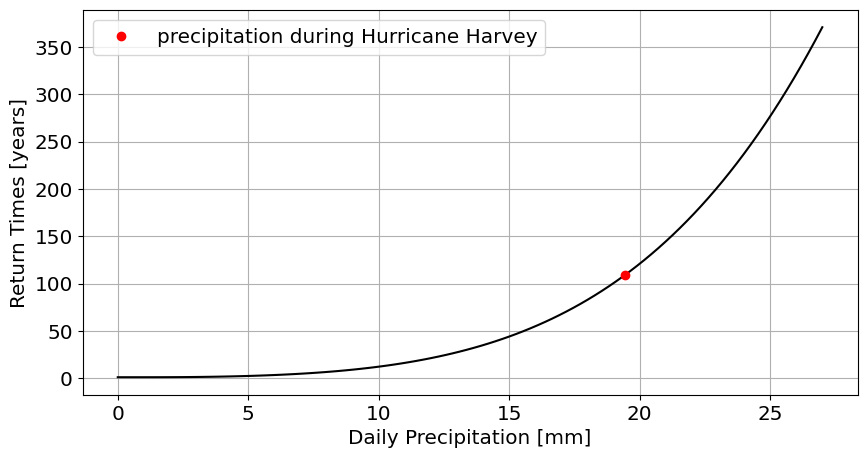 precipitation during Hurricane Harvey
Return Times [years]
350
300
250
200
150
100
50
0
0 5 10 15 20 25
Daily Precipitation [mm]